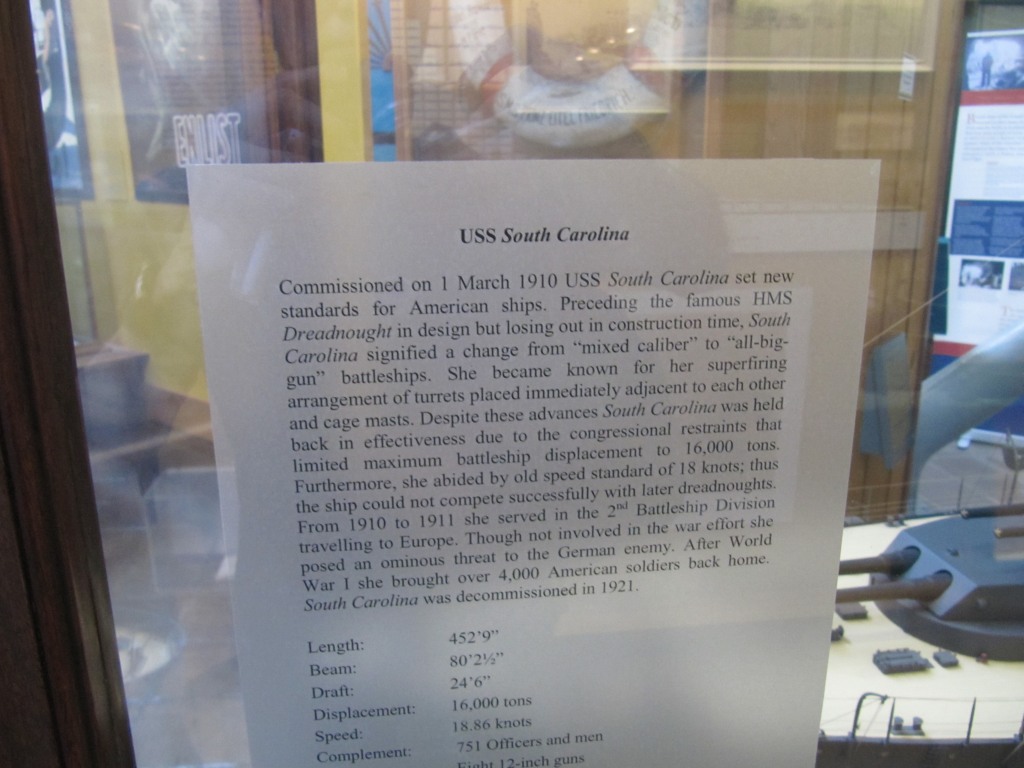 ENLIST
USS South Carolina
Commissioned on 1 March 1910 USS South Carolina set new
standards for American ships. Preceding the famous HMS
Dreadnought in design but losing out in construction time, South
Carolina signified a change from “mixed caliber” to “all-big-
gun” battleships. She became known for her superfiring
arrangement of turrets placed immediately adjacent to each other
and cage masts. Despite these advances South Carolina was held
back in effectiveness due to the congressional restraints that
limited maximum battleship displacement to 16,000 tons.
Furthermore, she abided by old speed standard of 18 knots; thus
the ship could not compete successfully with later dreadnoughts.
From 1910 to 1911 she served in the 2nd Battleship Division
travelling to Europe. Though not involved in the war effort she
posed an ominous threat to the German enemy. After World
War I she brought over 4,000 American soldiers back home.
South Carolina was decommissioned in 1921.
Length: 452’9”
Beam: 80’2½”
Draft: 24’6”
Displacement: 16,000 tons
Speed: 18.86 knots
Complement: 751 Officers and men
Eight 12-inch guns